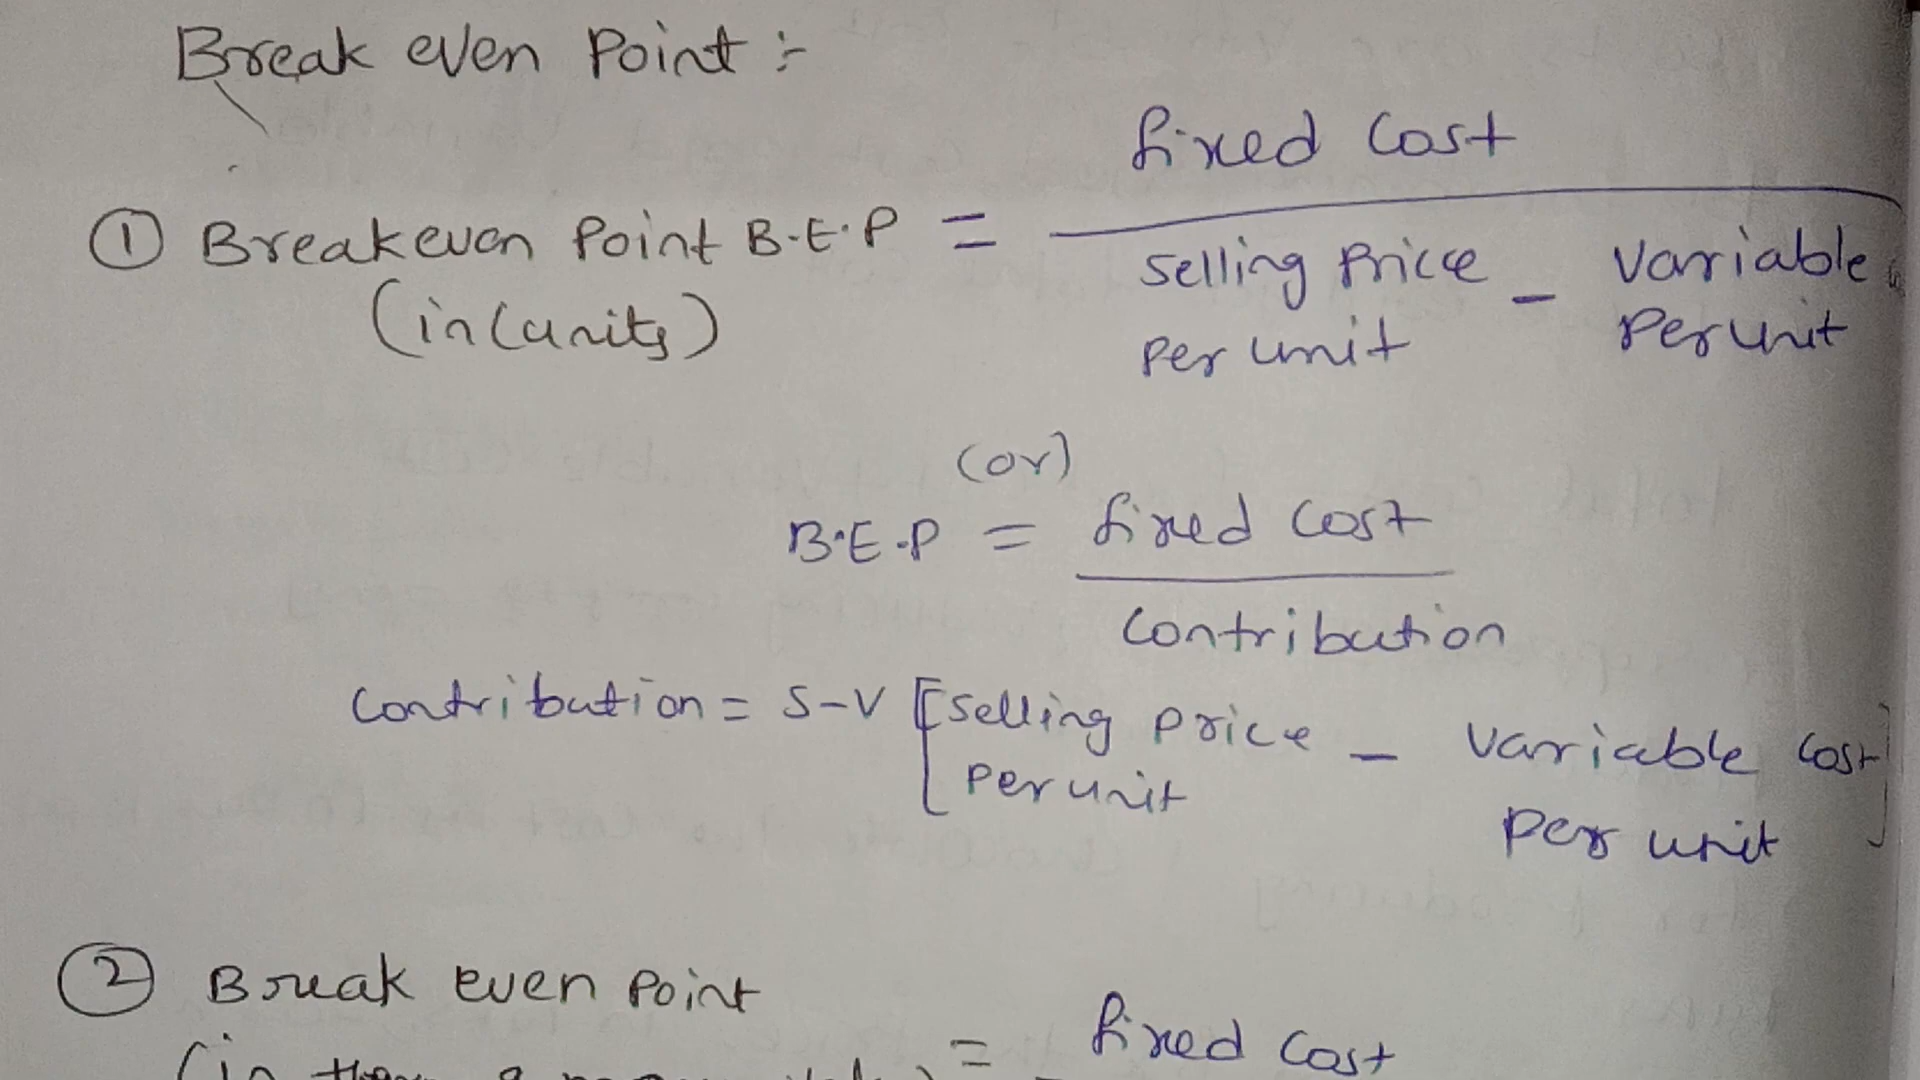 Break even Point :-
fixed Cost
① Breakeven Point B.E.P =
selling Price - variable
(in(units)
per unit Per unit
(or)
B.E.P = fixed cost
Contribution
Contribution = S-V [selling price - variable cost]
Per unit per unit
② Break even Point
fixed Cost
(in =